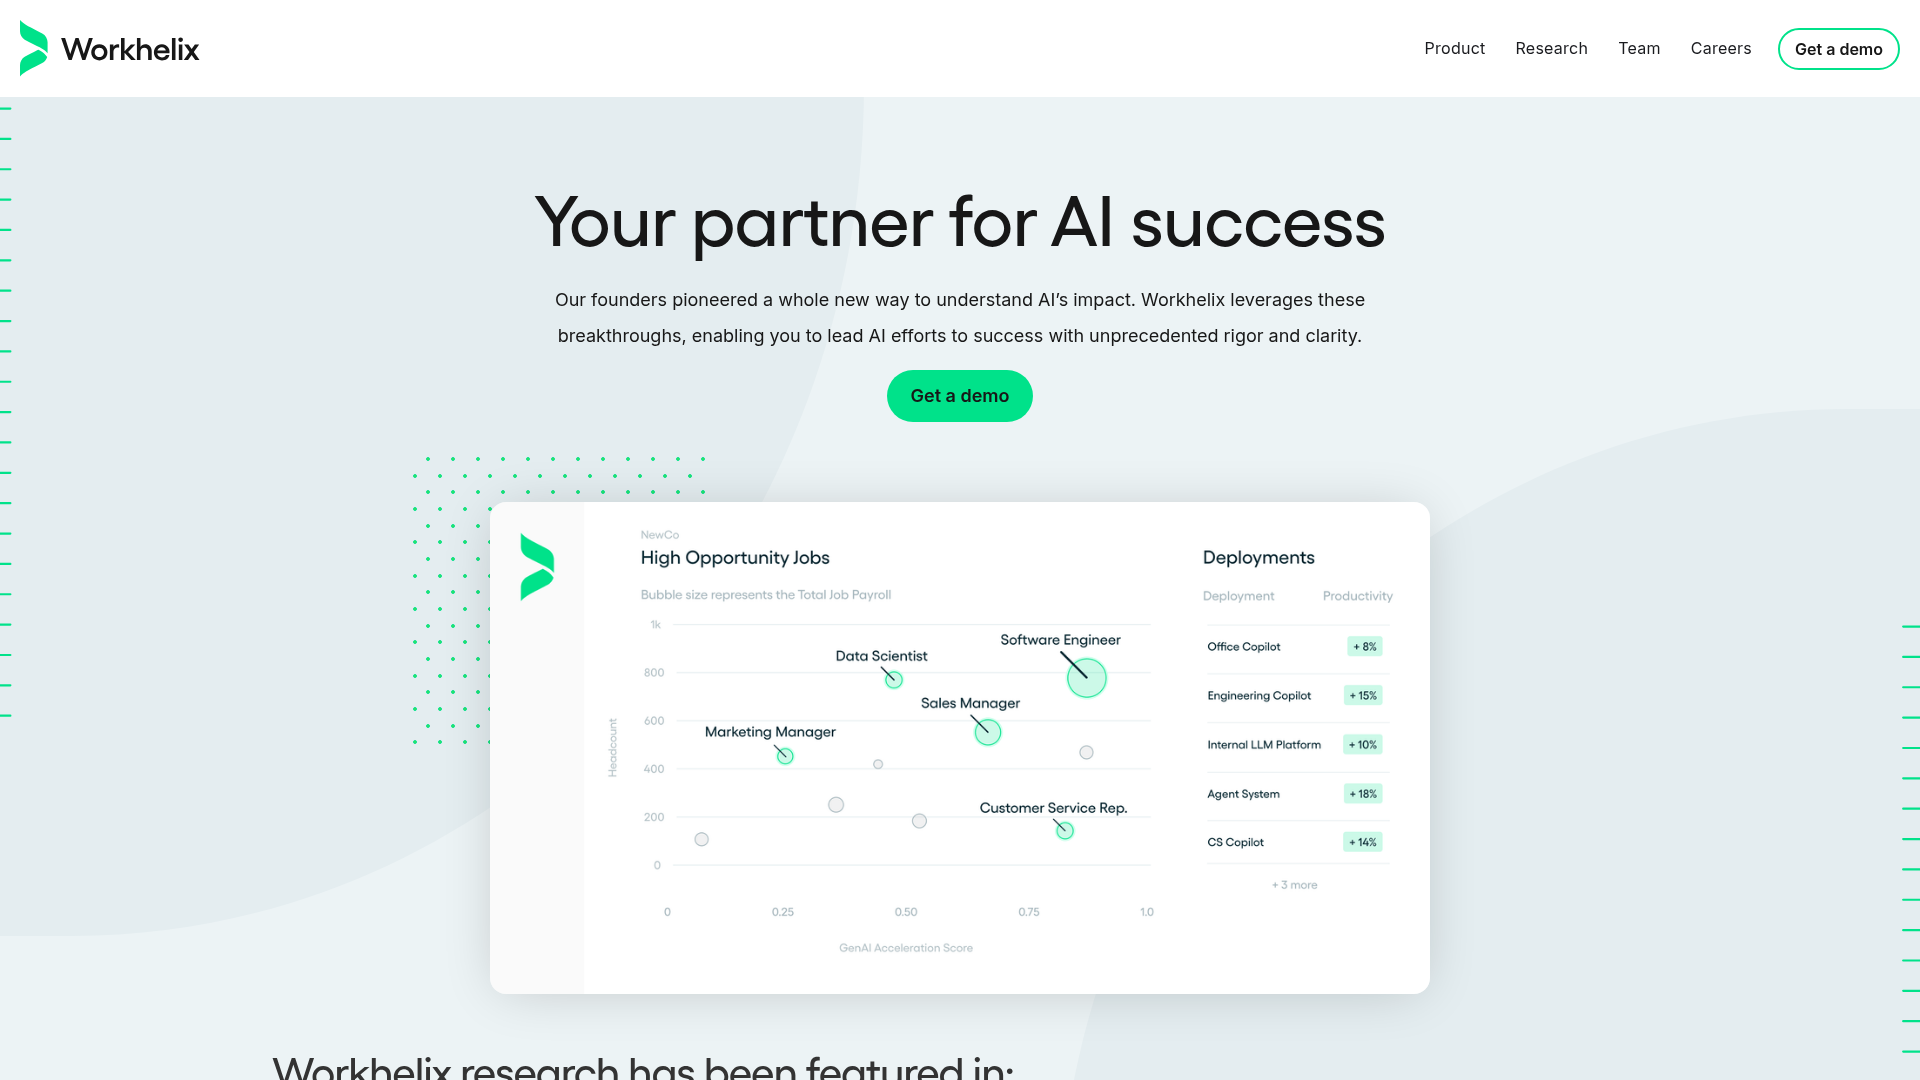 Workhelix
Product
Research
Team
Careers
Get a demo
Your partner for AI success
Our founders pioneered a whole new way to understand AI’s impact. Workhelix leverages these
breakthroughs, enabling you to lead AI efforts to success with unprecedented rigor and clarity.
Get a demo
NewCo
High Opportunity Jobs
Bubble size represents the Total Job Payroll
1k
800
600
400
200
0
Headcount
Software Engineer
Data Scientist
Sales Manager
Marketing Manager
Customer Service Rep.
0
0.25
0.50
0.75
1.0
GenAI Acceleration Score
Deployments
Deployment Productivity
Office Copilot + 8%
Engineering Copilot + 15%
Internal LLM Platform + 10%
Agent System + 18%
CS Copilot + 14%
+ 3 more
Workhelix research has been featured in: